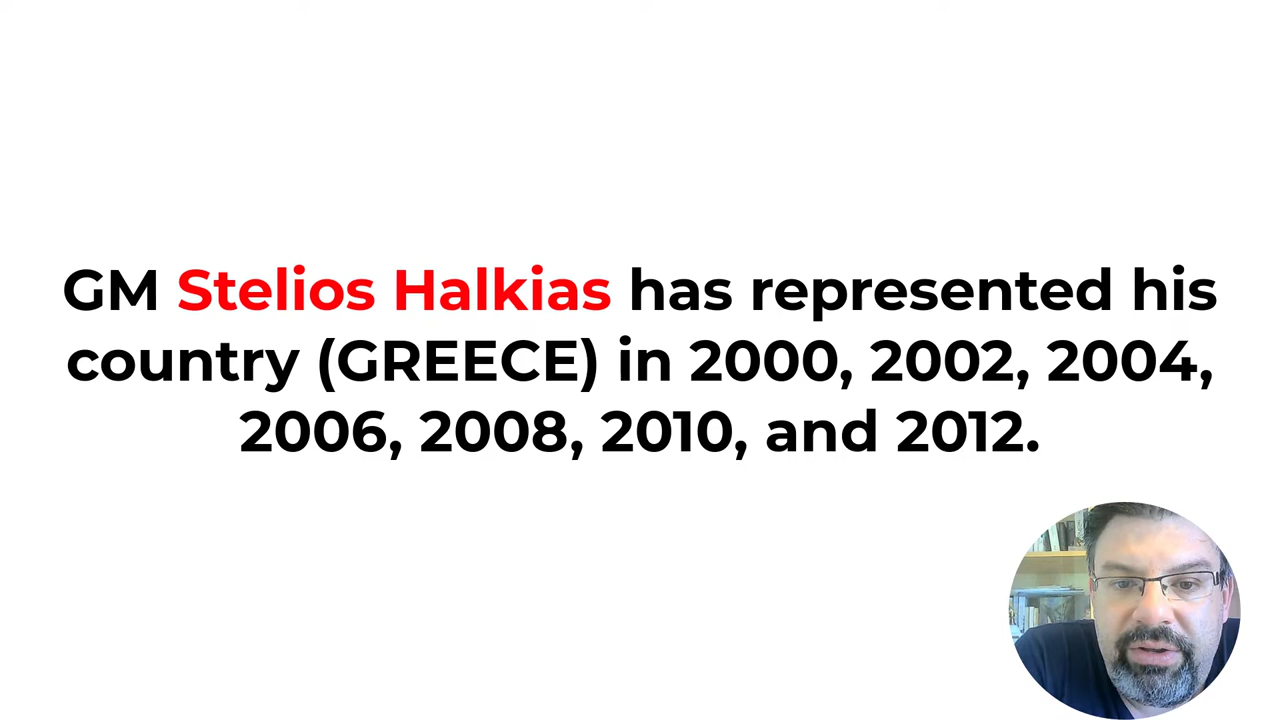 GM Stelios Halkias has represented his
country (GREECE) in 2000, 2002, 2004,
2006, 2008, 2010, and 2012.